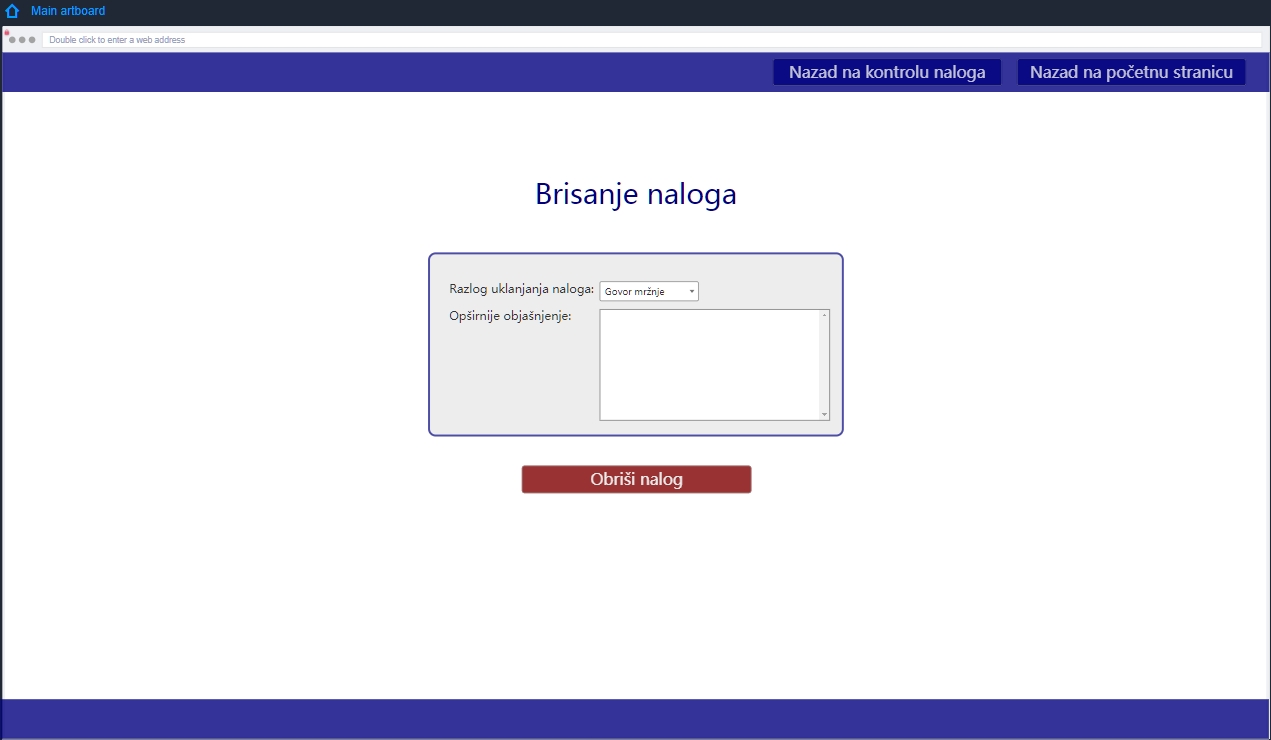 Main artboard
Double click to enter a web address
Nazad na kontrolu naloga
Nazad na početnu stranicu
Brisanje naloga
Razlog uklanjanja naloga:
Govor mržnje
Opširnije objašnjenje:
Obriši nalog